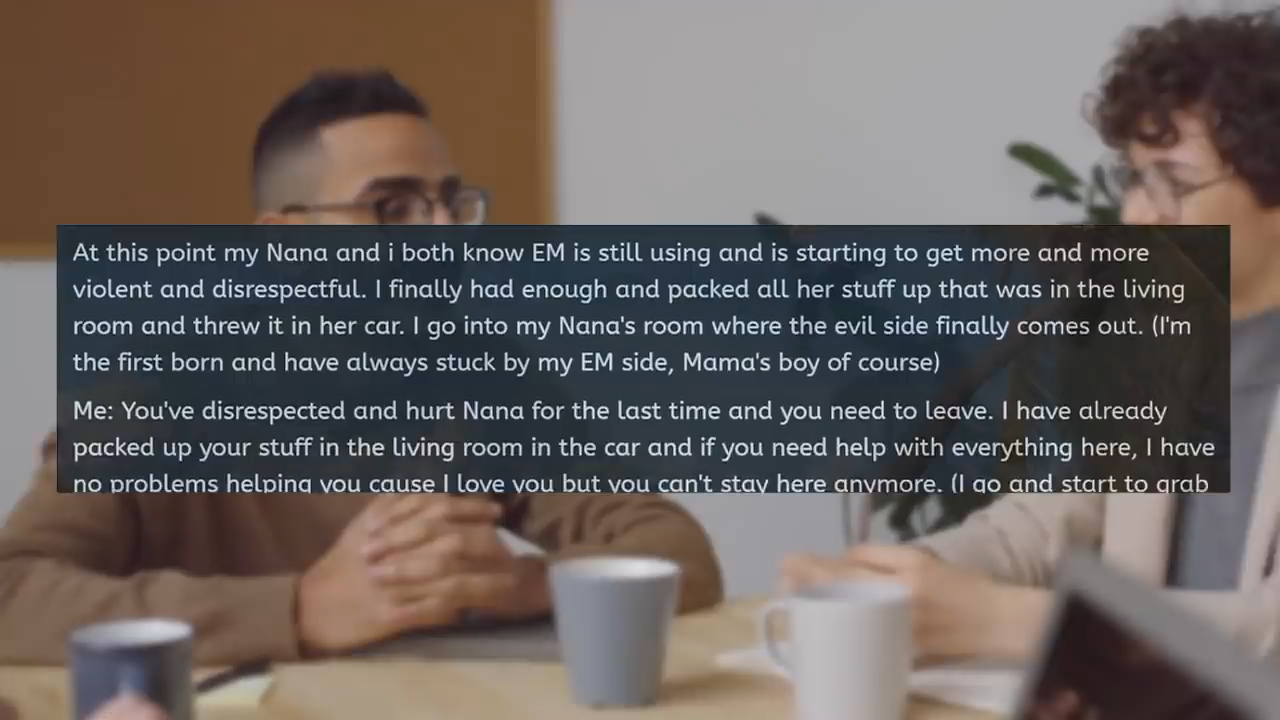 At this point my Nana and i both know EM is still using and is starting to get more and more
violent and disrespectful. I finally had enough and packed all her stuff up that was in the living
room and threw it in her car. I go into my Nana's room where the evil side finally comes out. (I'm
the first born and have always stuck by my EM side, Mama's boy of course)
Me: You've disrespected and hurt Nana for the last time and you need to leave. I have already
packed up your stuff in the living room in the car and if you need help with everything here, I have
no problems helping you cause I love you but you can't stay here anymore. (I go and start to grab